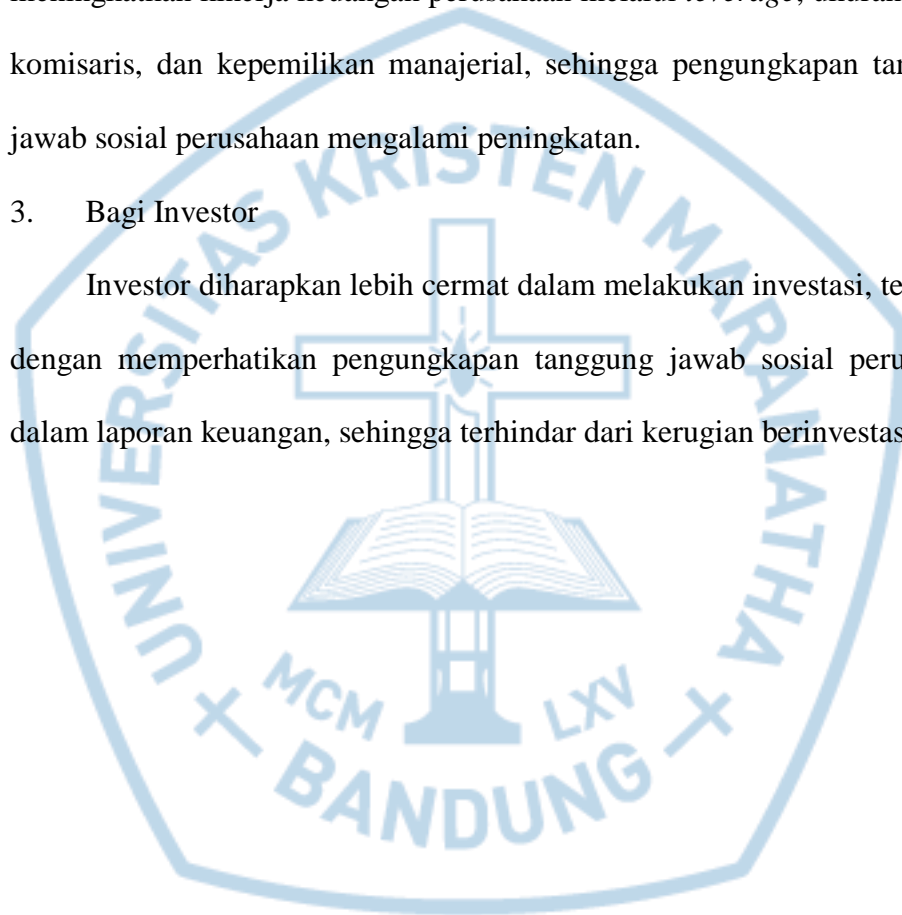 komisaris, dan kepemilikan manajerial, sehingga pengungkapan
jawab sosial perusahaan mengalami peningkatan.
3. Bagi Investor
Investor diharapkan lebih cermat dalam melakukan investasi,
dengan memperhatikan pengungkapan tanggung jawab sosial
dalam laporan keuangan, sehingga terhindar dari kerugian
UNIVERSITAS KRISTEN MARANATHA
MCM LXV
BANDUNG